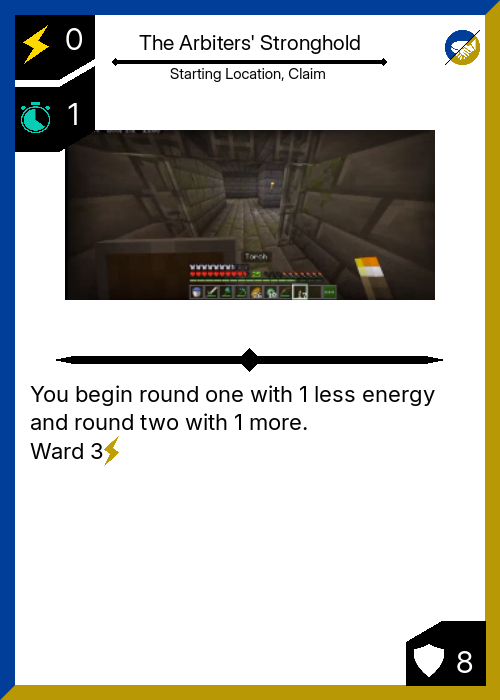 0
The Arbiters' Stronghold
Starting Location, Claim
1
Torch
25
You begin round one with 1 less energy
and round two with 1 more.
Ward 3
8